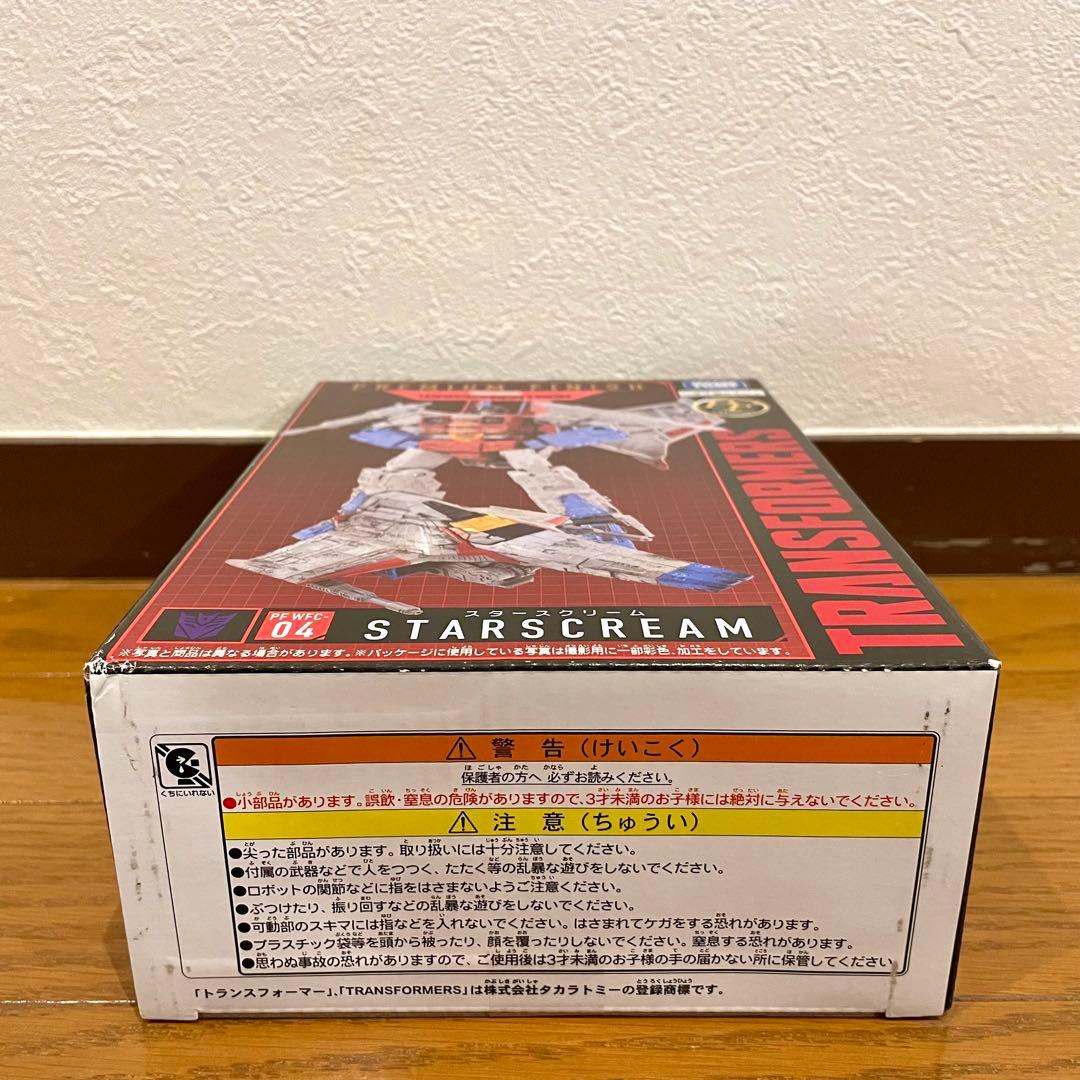 PREMIUM FINISH
TRANSFORMERS
PF WFC-
04
スタースクリーム
STARSCREAM
※写真と商品は異なる場合があります。※パッケージに使用している写真は撮影用に一部彩色、加工をしています。
くちにいれない
警告（けいこく）
保護者の方へ 必ずお読みください。
●小部品があります。誤飲・窒息の危険がありますので、3才未満のお子様には絶対に与えないでください。
注意（ちゅうい）
●尖った部品があります。取り扱いには十分注意してください。
●付属の武器などで人をつつく、たたく等の乱暴な遊びをしないでください。
●ロボットの関節などに指をはさまないようご注意ください。
●ぶつけたり、振り回すなどの乱暴な遊びをしないでください。
●可動部のスキマには指などを入れないでください。はさまれてケガをする恐れがあります。
●プラスチック袋等を頭から被ったり、顔を覆ったりしないでください。窒息する恐れがあります。
●思わぬ事故の恐れがありますので、ご使用後は3才未満のお子様の手の届かない所に保管してください
「トランスフォーマー」、「TRANSFORMERS」は株式会社タカラトミーの登録商標です。